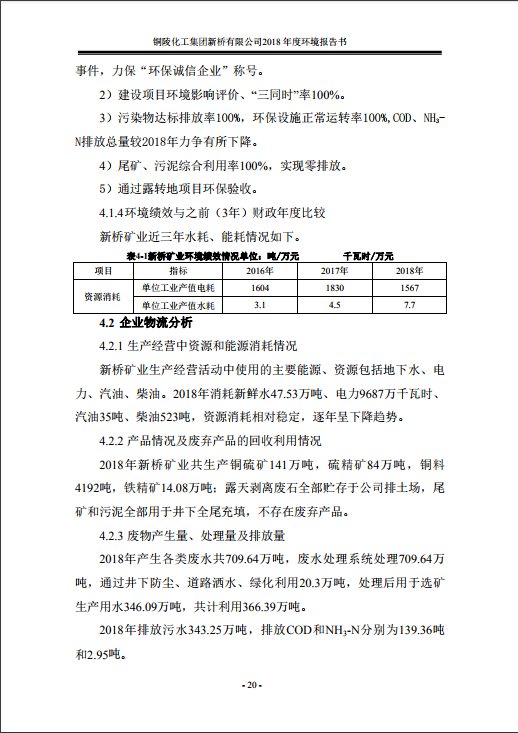 铜陵化工集团新桥有限公司2018 年度环境报告书
事件，力保“环保诚信企业”称号。
2）建设项目环境影响评价、“三同时”率100%。
3）污染物达标排放率100%，环保设施正常运转率100%,COD、NH₃-
N排放总量较2018年力争有所下降。
4）尾矿、污泥综合利用率100%，实现零排放。
5）通过露转地项目环保验收。
4.1.4环境绩效与之前（3年）财政年度比较
新桥矿业近三年水耗、能耗情况如下。
表4-1新桥矿业环境绩效情况单位：吨/万元 千瓦时/万元
项目 指标 2016年 2017年 2018年
资源消耗 单位工业产值电耗 1604 1830 1567
单位工业产值水耗 3.1 4.5 7.7
4.2 企业物流分析
4.2.1 生产经营中资源和能源消耗情况
新桥矿业生产经营活动中使用的主要能源、资源包括地下水、电
力、汽油、柴油。2018年消耗新鲜水47.53万吨、电力9687万千瓦时、
汽油35吨、柴油523吨，资源消耗相对稳定，逐年呈下降趋势。
4.2.2 产品情况及废弃产品的回收利用情况
2018年新桥矿业共生产铜硫矿141万吨，硫精矿84万吨，铜料
4192吨，铁精矿14.08万吨；露天剥离废石全部贮存于公司排土场，尾
矿和污泥全部用于井下全尾充填，不存在废弃产品。
4.2.3 废物产生量、处理量及排放量
2018年产生各类废水共709.64万吨，废水处理系统处理709.64万
吨，通过井下防尘、道路洒水、绿化利用20.3万吨，处理后用于选矿
生产用水346.09万吨，共计利用366.39万吨。
2018年排放污水343.25万吨，排放COD和NH₃-N分别为139.36吨
和2.95吨。
- 20 -